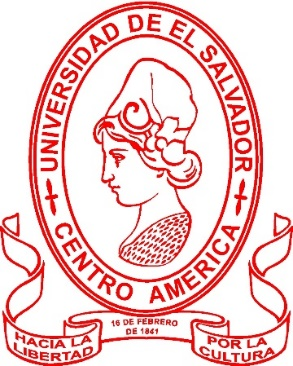 UNIVERSIDAD DE EL SALVADOR
CENTRO AMERICA
16 DE FEBRERO
DE 1841
HACIA LA
LIBERTAD
POR LA
CULTURA